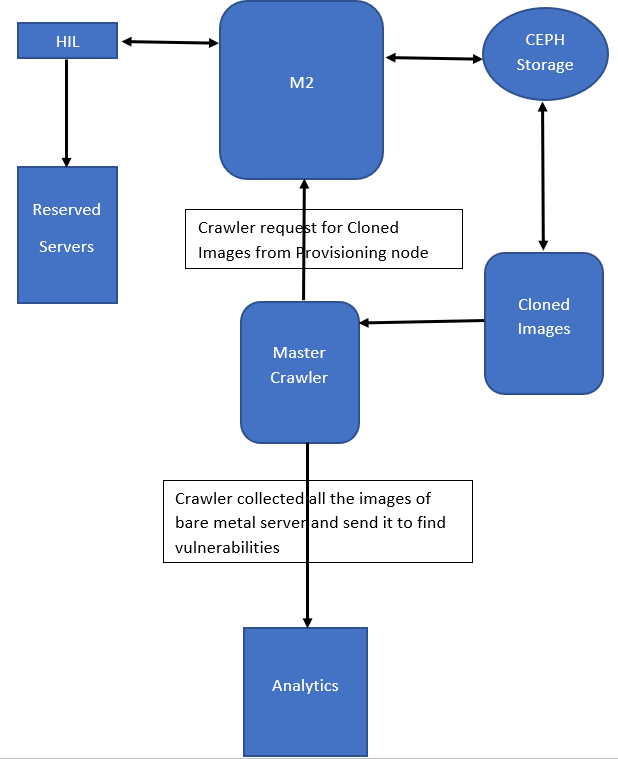 HIL
M2
CEPH
Storage
Reserved
Servers
Crawler request for Cloned
Images from Provisioning node
Cloned
Images
Master
Crawler
Crawler collected all the images of
bare metal server and send it to find
vulnerabilities
Analytics